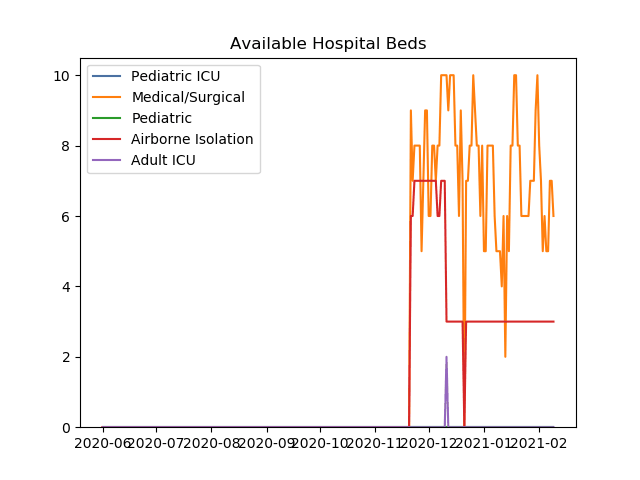 Available Hospital Beds
10
8
6
4
2
0
Pediatric ICU
Medical/Surgical
Pediatric
Airborne Isolation
Adult ICU
2020-06 2020-07 2020-08 2020-09 2020-10 2020-11 2020-12 2021-01 2021-02